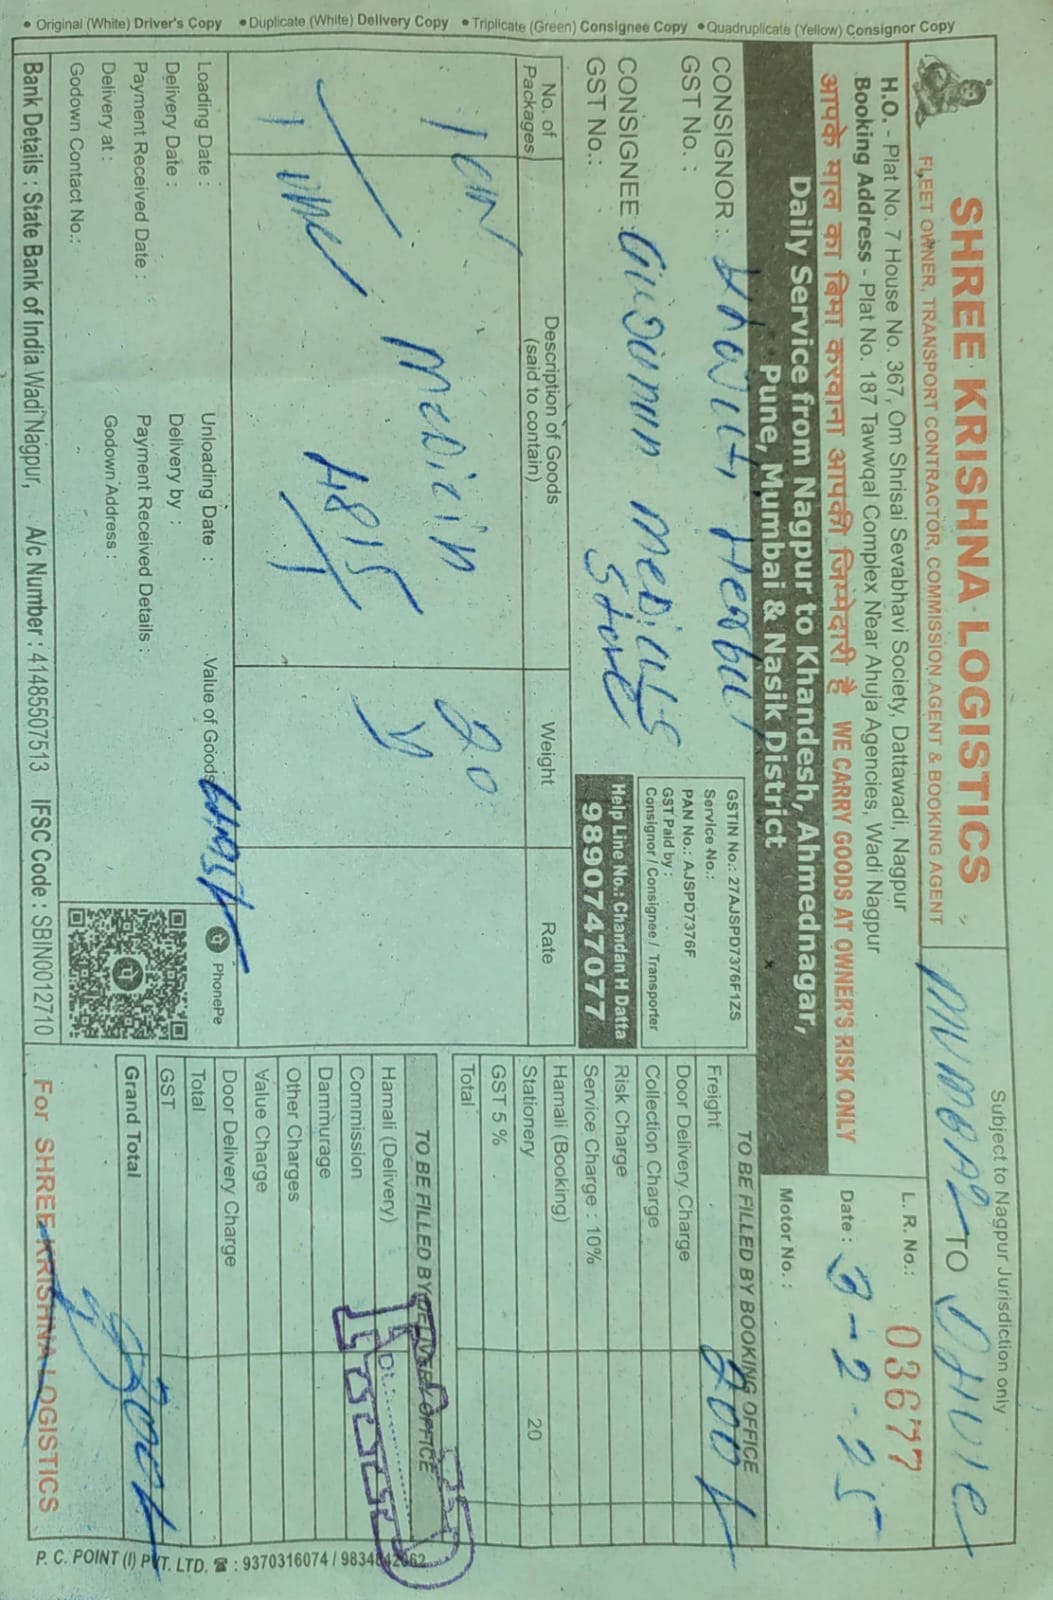 • Original (White) Driver's Copy • Duplicate (White) Delivery Copy • Triplicate (Green) Consignee Copy • Quadruplicate (Yellow) Consignor Copy
Subject to Nagpur Jurisdiction only
SHREE KRISHNA LOGISTICS
FLEET OWNER, TRANSPORT CONTRACTOR, COMMISSION AGENT & BOOKING AGENT
MUMBAI TO DHULE
H.O. - Plat No. 7 House No. 367, Om Shrisai Sevabhavi Society, Dattawadi, Nagpur
Booking Address - Plat No. 187 Tawwqal Complex Near Ahuja Agencies, Wadi Nagpur
L. R. No.: 03677
आपके माल का बिमा करवाना आपकी जिम्मेदारी है WE CARRY GOODS AT OWNER'S RISK ONLY
Date : 3-2-25
Daily Service from Nagpur to Khandesh, Ahmednagar,
Pune, Mumbai & Nasik District
Motor No.:
CONSIGNOR :
GST No. :
CONSIGNEE: Medicals
Store
GST No.:
GSTIN No.: 27AJSPD7376F1ZS
Service No.:
PAN No.: AJSPD7376F
GST Paid by :
Consignor / Consignee / Transporter
Help Line No.: Chandan H Datta
9890747077
No. of Packages
Description of Goods (said to contain)
Weight
Rate
1 Medicin 20
one 4815
TO BE FILLED BY BOOKING OFFICE
Freight 200/
Door Delivery Charge
Collection Charge
Risk Charge
Service Charge : 10%
Hamali (Booking)
Stationery 20
GST 5 %
Total
TO BE FILLED BY DELIVERY OFFICE
Hamali (Delivery)
Commission
Dammurage
Other Charges
Value Charge
Door Delivery Charge
Total
GST
Grand Total
Dt.:
Loading Date :
Unloading Date :
Value of Goods
Delivery Date :
Delivery by :
Payment Received Date :
Payment Received Details :
Delivery at :
Godown Address :
Godown Contact No.:
PhonePe
Bank Details : State Bank of India Wadi Nagpur, A/c Number : 41485507513 IFSC Code : SBIN0012710
For SHREE KRISHNA LOGISTICS
P. C. POINT (I) PVT. LTD. ☎ : 9370316074 / 9834842962